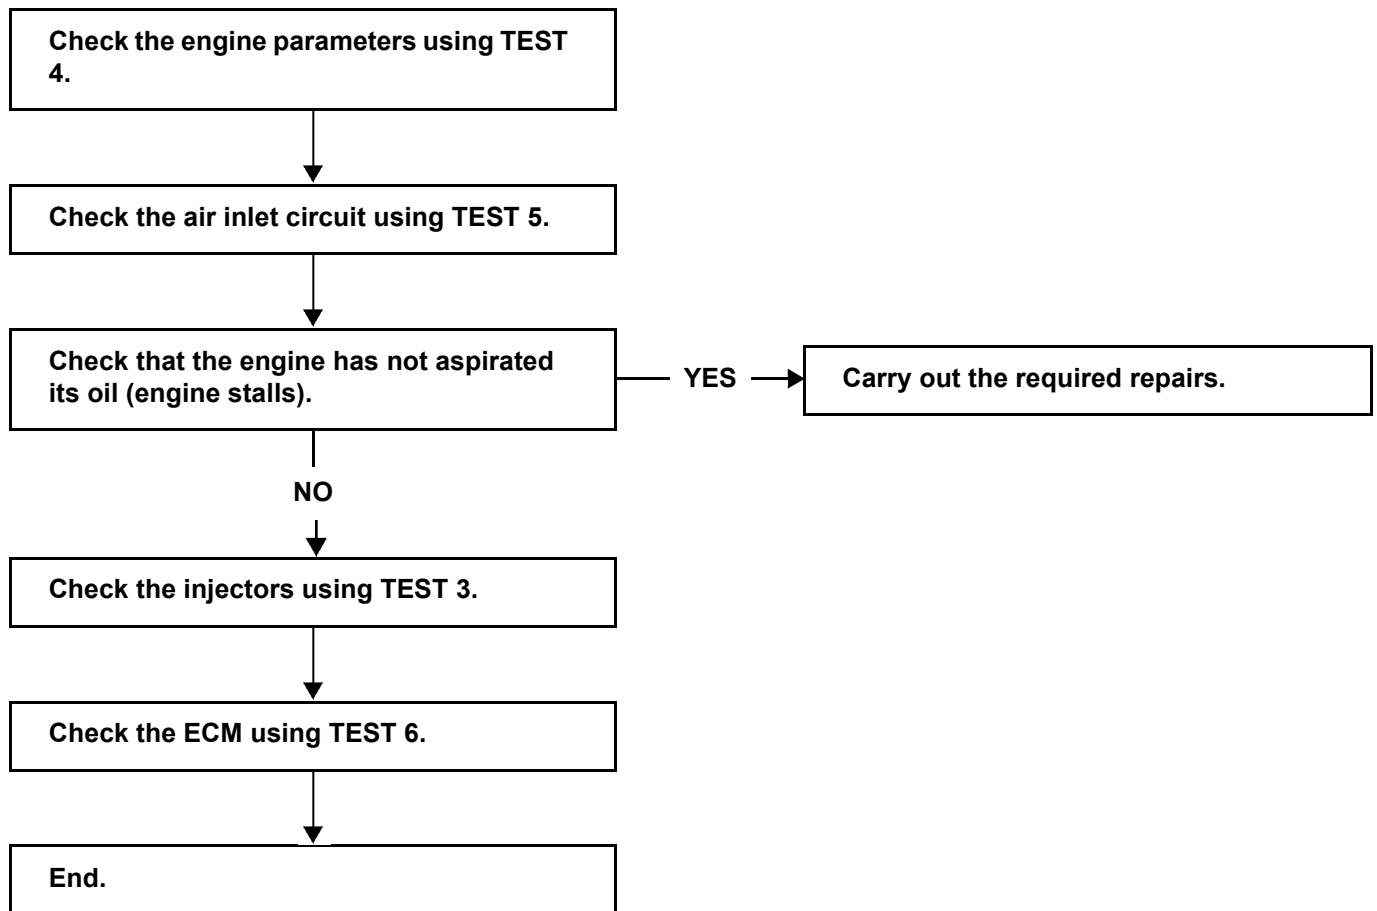 Check the engine parameters using TEST
4.
Check the air inlet circuit using TEST 5.
Check that the engine has not aspirated
its oil (engine stalls).
YES
Carry out the required repairs.
NO
Check the injectors using TEST 3.
Check the ECM using TEST 6.
End.